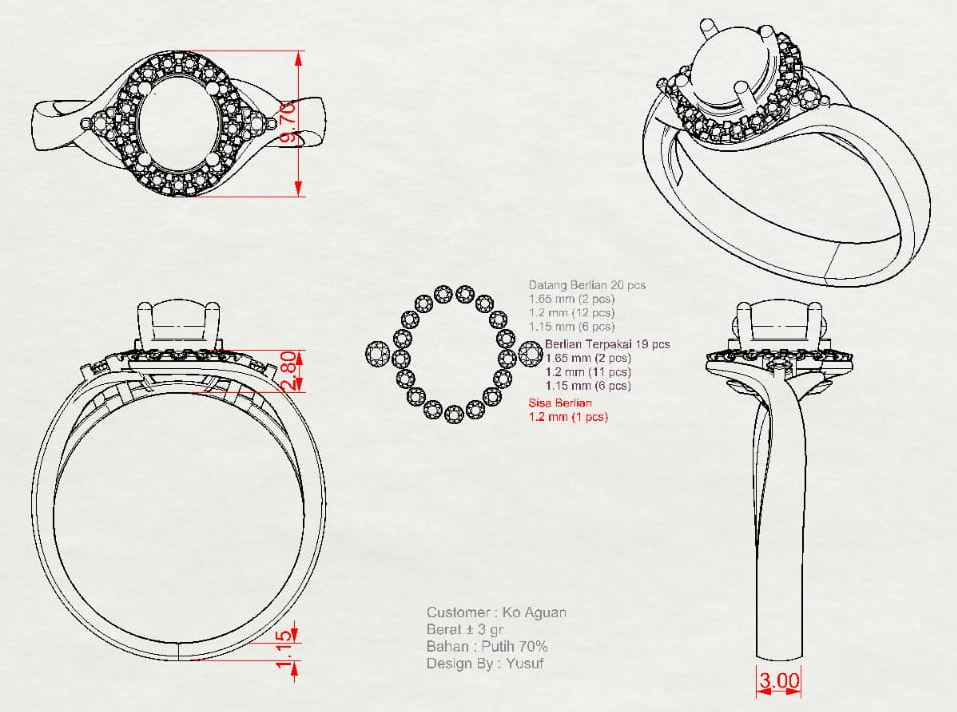 9.70
Datang Berlian 20 pcs
1.65 mm (2 pcs)
1.2 mm (12 pcs)
1.15 mm (6 pcs)
Berlian Terpakai 19 pcs
1.65 mm (2 pcs)
1.2 mm (11 pcs)
1.15 mm (6 pcs)
Sisa Berlian
1.2 mm (1 pcs)
2.80
1.15
3.00
Customer : Ko Aguan
Berat ± 3 gr
Bahan : Putih 70%
Design By : Yusuf